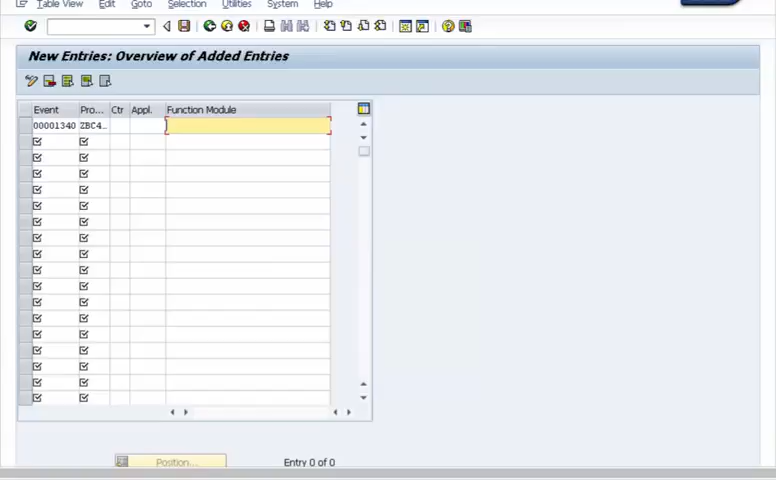 Table View Edit Goto Selection Utilities System Help
New Entries: Overview of Added Entries
Event Pro... Ctr Appl. Function Module
00001340 ZBC4..
Position... Entry 0 of 0